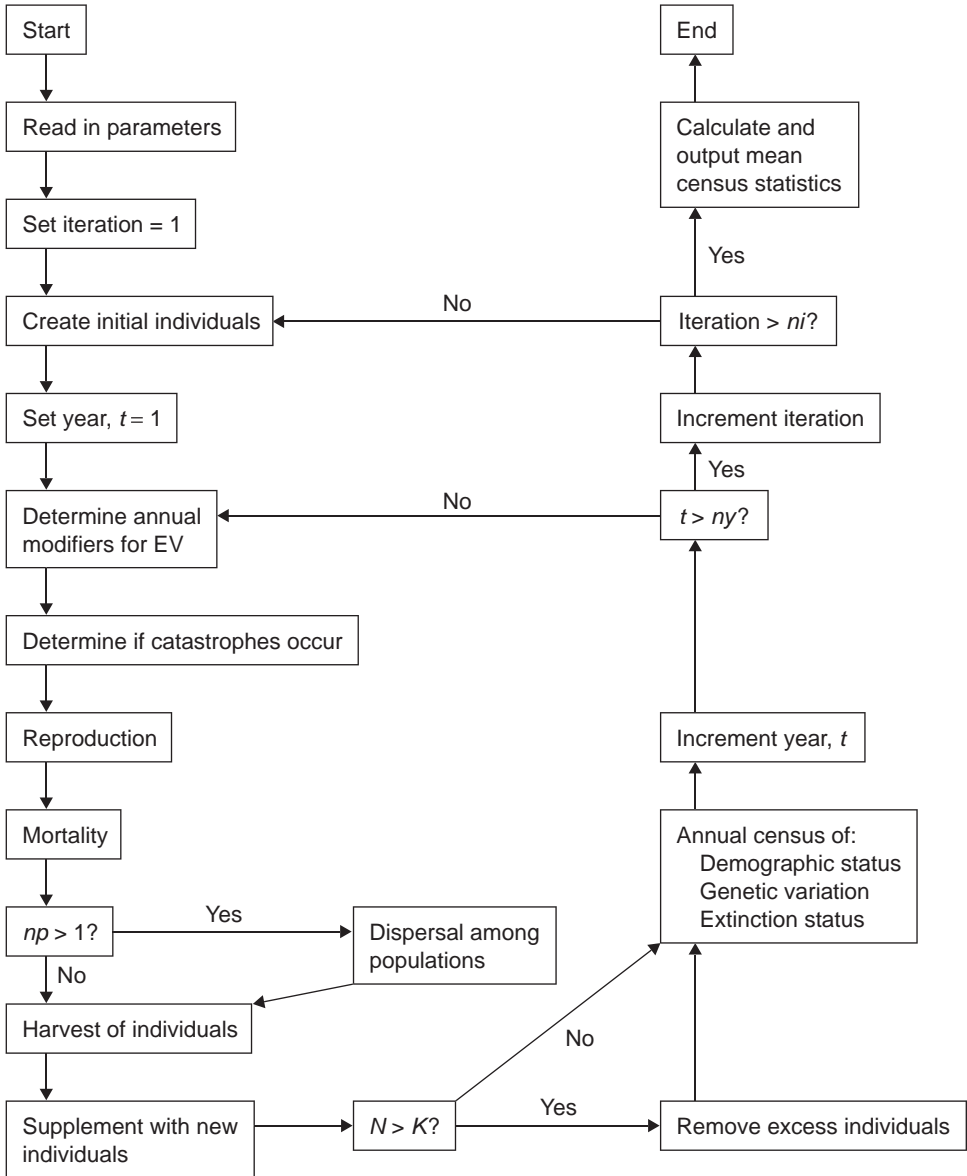 Start
Read in parameters
Set iteration = 1
Create initial individuals
Set year, t = 1
Determine annual
modifiers for EV
Determine if catastrophes occur
Reproduction
Mortality
np > 1?
Yes
No
Dispersal among
populations
Harvest of individuals
Supplement with new
individuals
N > K?
No
Yes
Remove excess individuals
Annual census of:
Demographic status
Genetic variation
Extinction status
Increment year, t
t > ny?
No
Yes
Increment iteration
Iteration > ni?
No
Yes
Calculate and
output mean
census statistics
End